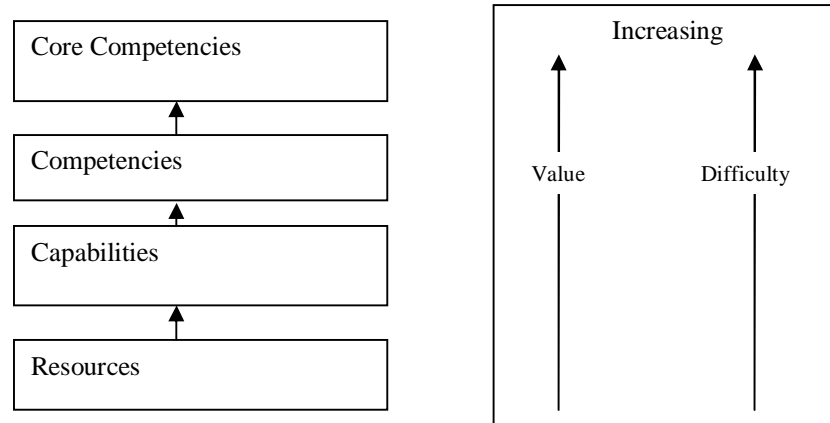 Core Competencies
Competencies
Capabilities
Resources
Increasing
Value
Difficulty